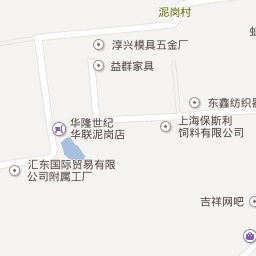 泥岗村
淳兴模具五金厂
益群家具
东鑫纺织器
华隆世纪
华联泥岗店
上海保斯利
饲料有限公司
汇东国际贸易有限
公司附属工厂
吉祥网吧